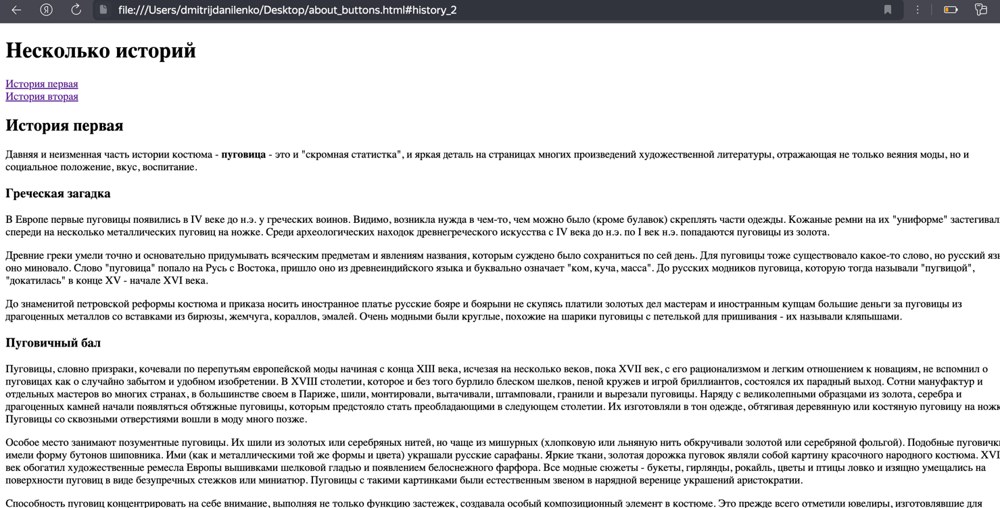 file:///Users/dmitrijdanilenko/Desktop/about_buttons.html#history_2
Несколько историй
История первая
История вторая
История первая
Давняя и неизменная часть истории костюма - пуговица - это и "скромная статистка", и яркая деталь на страницах многих произведений художественной литературы, отражающая не только веяния моды, но и
социальное положение, вкус, воспитание.
Греческая загадка
В Европе первые пуговицы появились в IV веке до н.э. у греческих воинов. Видимо, возникла нужда в чем-то, чем можно было (кроме булавок) скреплять части одежды. Кожаные ремни на их "униформе"
спереди на несколько металлических пуговиц на ножке. Среди археологических находок древнегреческого искусства с IV века до н.э. по I век н.э. попадаются пуговицы из золота.
Древние греки умели точно и основательно придумывать всяческим предметам и явлениям названия, которым суждено было сохраниться по сей день. Для пуговицы тоже существовало какое-то слово, но русский
оно миновало. Слово "пуговица" попало на Русь с Востока, пришло оно из древнеиндийского языка и буквально означает "ком, куча, масса". До русских модников пуговица, которую тогда называли "пугвицой",
"докатилась" в конце XV - начале XVI века.
До знаменитой петровской реформы костюма и приказа носить иностранное платье русские бояре и боярыни не скупясь платили золотых дел мастерам и иностранным купцам большие деньги за пуговицы из
драгоценных металлов со вставками из бирюзы, жемчуга, кораллов, эмалей. Очень модными были круглые, похожие на шарики пуговицы с петелькой для пришивания - их называли кляпышами.
Пуговичный бал
Пуговицы, словно призраки, кочевали по перепутьям европейской моды начиная с конца XIII века, исчезая на несколько веков, пока XVII век, с его рационализмом и легким отношением к новациям, не вспомнил о
пуговицах как о случайно забытом и удобном изобретении. В XVIII столетии, которое и без того бурлило блеском шелков, пеной кружев и игрой бриллиантов, состоялся их парадный выход. Сотни мануфактур и
отдельных мастеров во многих странах, в большинстве своем в Париже, шили, монтировали, вытачивали, штамповали, гранили и вырезали пуговицы. Наряду с великолепными образцами из золота, серебра и
драгоценных камней начали появляться обтяжные пуговицы, которым предстояло стать преобладающими в следующем столетии. Их изготовляли в тон одежде, обтягивая деревянную или костяную пуговицу на
Пуговицы со сквозными отверстиями вошли в моду много позже.
Особое место занимают позументные пуговицы. Их шили из золотых или серебряных нитей, но чаще из мишурных (хлопковую или льняную нить обкручивали золотой или серебряной фольгой). Подобные
имели форму бутонов шиповника. Ими (как и металлическими той же формы и цвета) украшали русские сарафаны. Яркие ткани, золотая дорожка пуговок являли собой картину красочного народного костюма.
век обогатил художественные ремесла Европы вышивками шелковой гладью и появлением белоснежного фарфора. Все модные сюжеты - букеты, гирлянды, рокайль, цветы и птицы ловко и изящно умещались на
поверхности пуговиц в виде безупречных стежков или миниатюр. Пуговицы с такими картинками были естественным звеном в нарядной веренице украшений аристократии.
Способность пуговиц концентрировать на себе внимание, выполняя не только функцию застежек, создавала особый композиционный элемент в костюме. Это прежде всего отметили ювелиры, изготовлявшие для